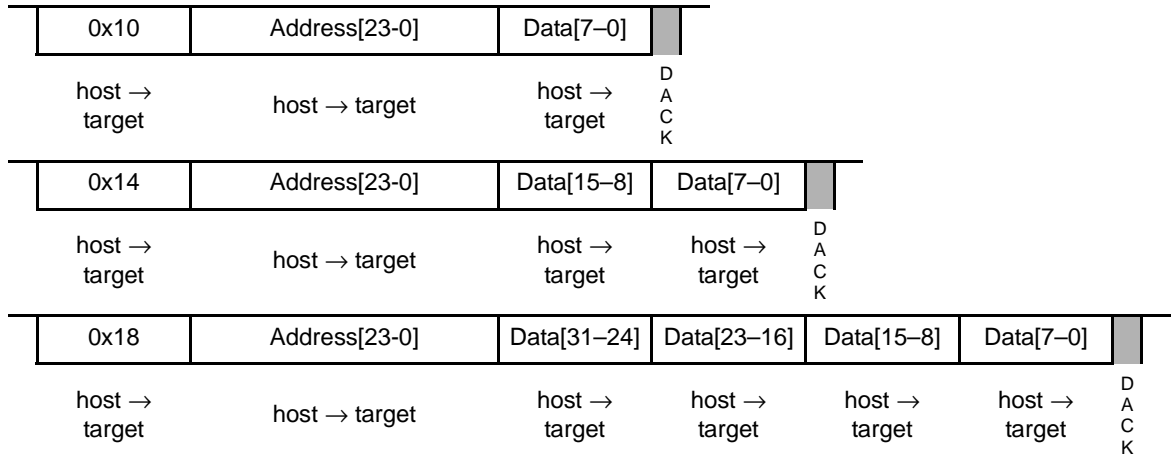 0x10 Address[23-0] Data[7–0]
host → target host → target host → target D A C K
0x14 Address[23-0] Data[15–8] Data[7–0]
host → target host → target host → target host → target D A C K
0x18 Address[23-0] Data[31–24] Data[23–16] Data[15–8] Data[7–0]
host → target host → target host → target host → target host → target host → target D A C K